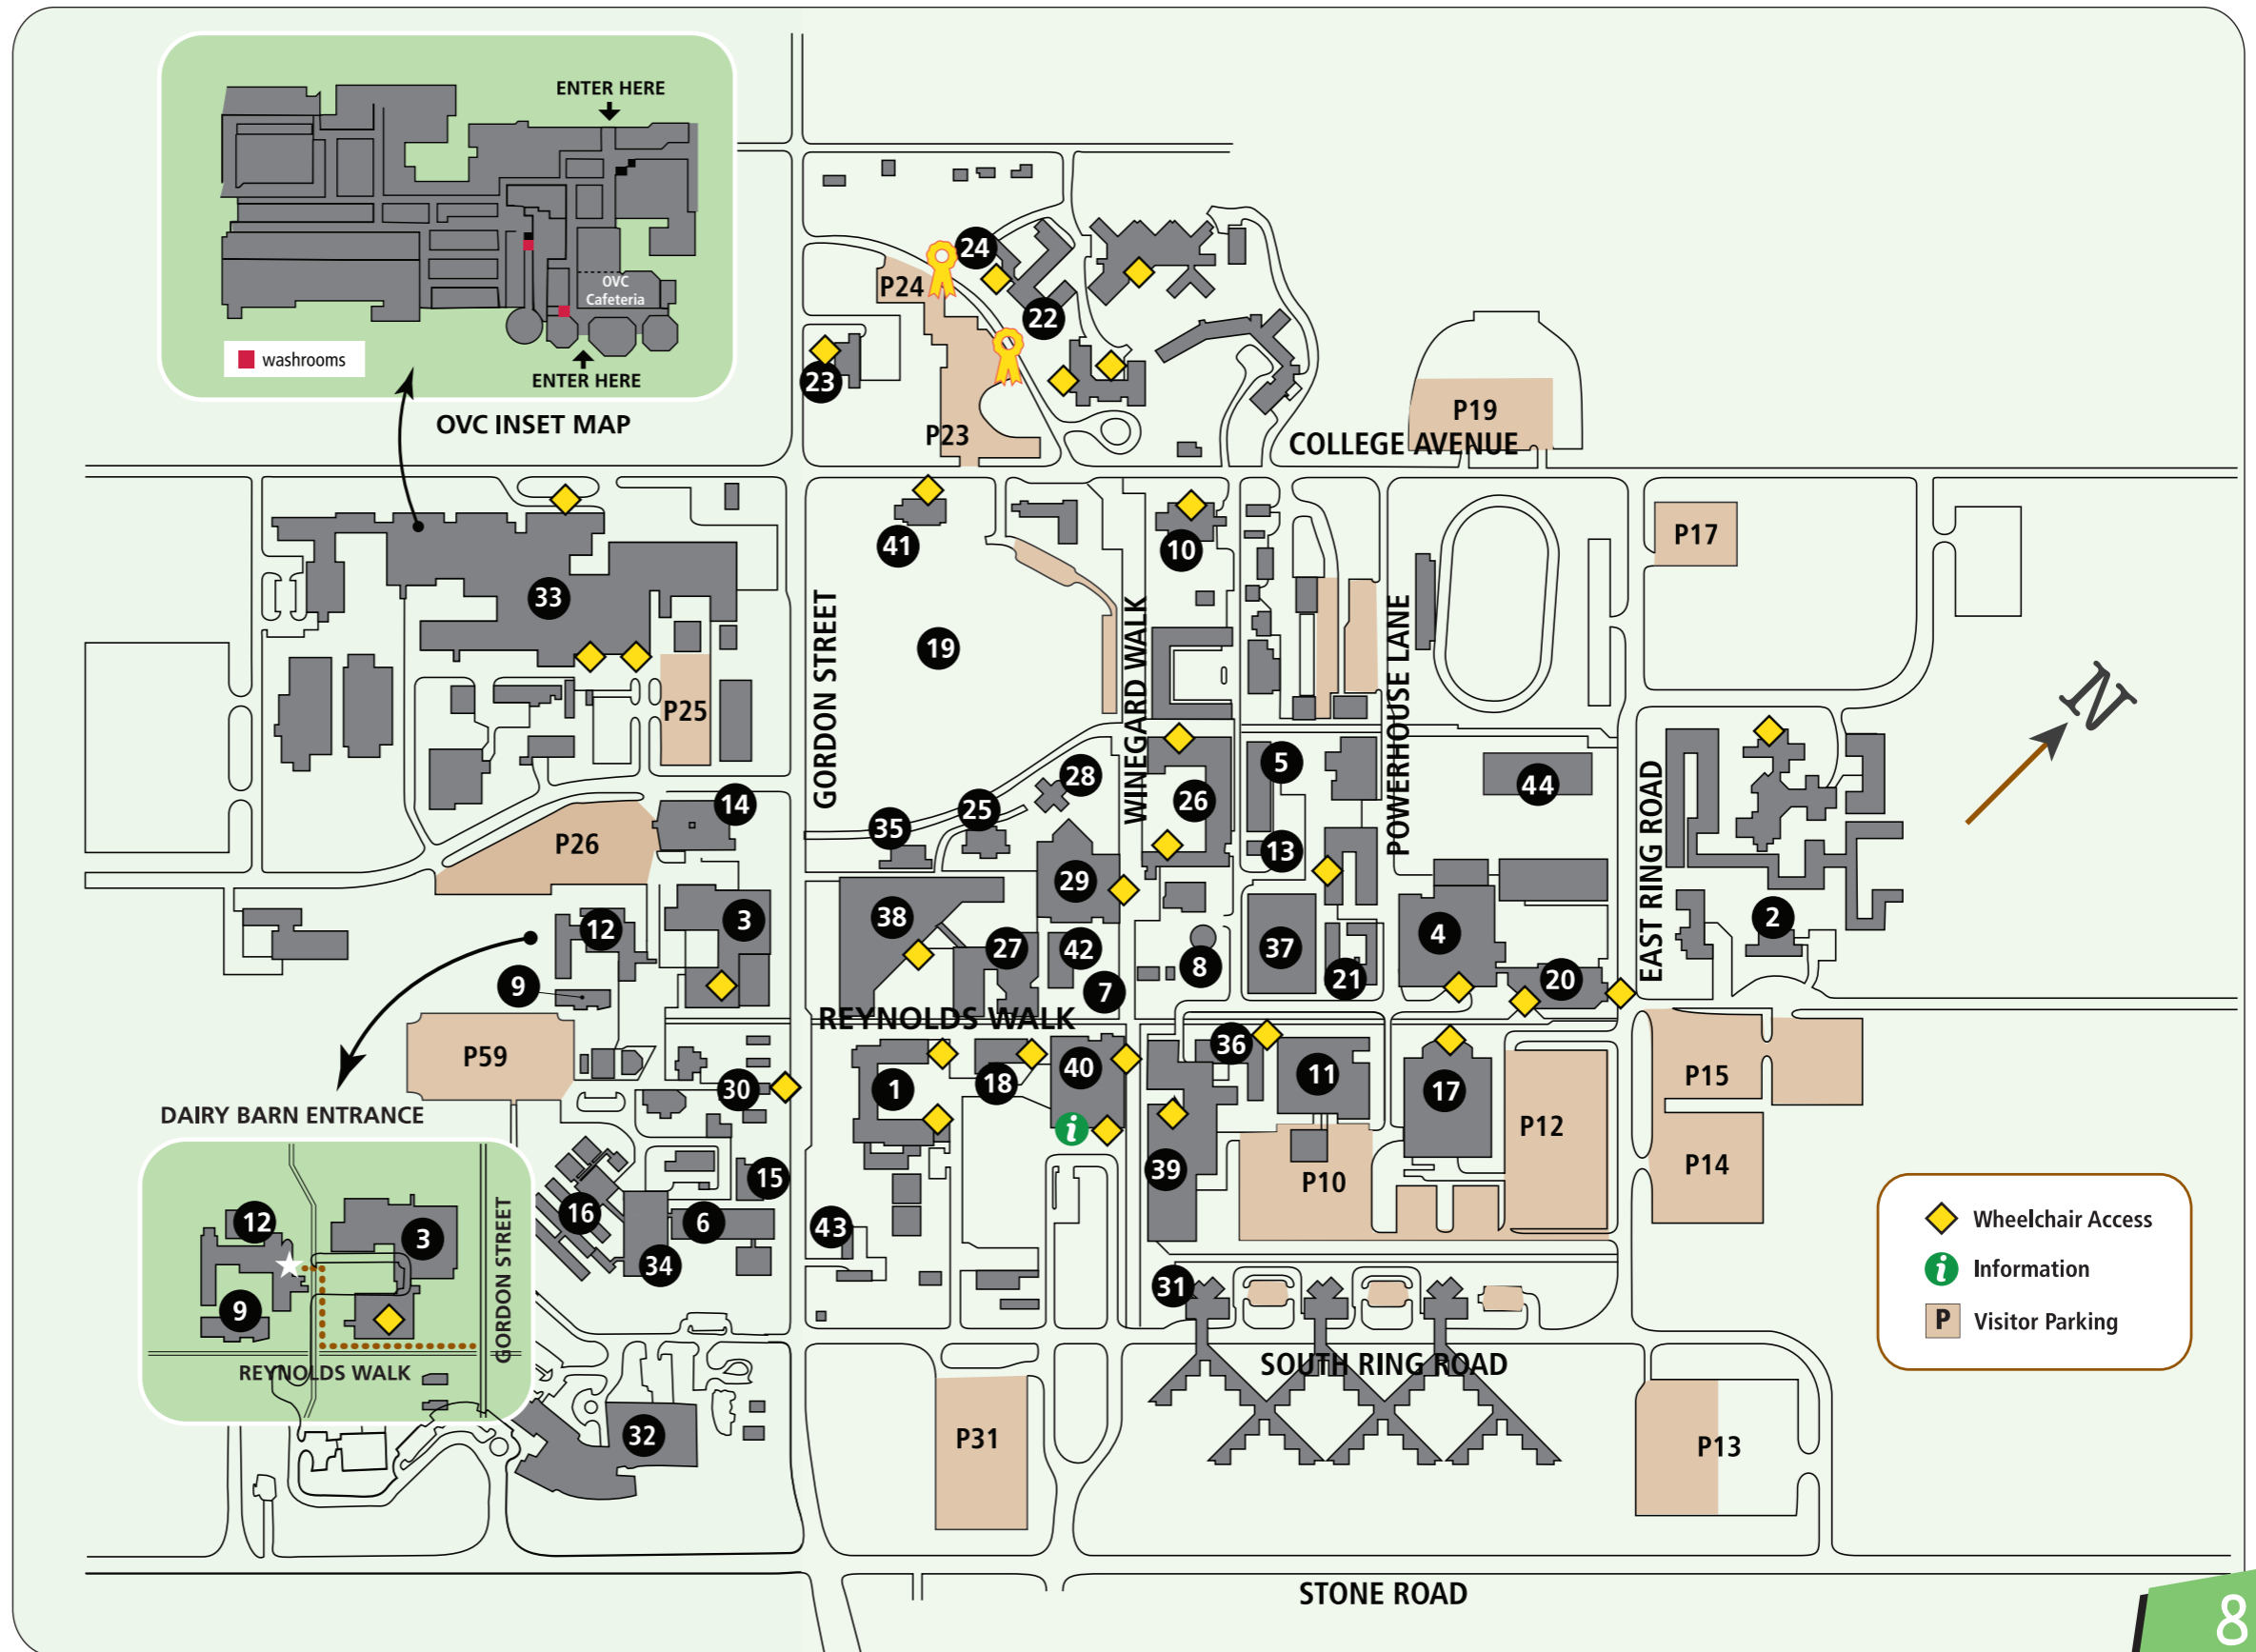 ENTER HERE
OVC
Cafeteria
washrooms
ENTER HERE
OVC INSET MAP
24
P24
22
23
P23
P19
COLLEGE AVENUE
41
10
P17
33
19
GORDON STREET
WINEGARD WALK
POWERHOUSE LANE
N
P25
14
28
5
44
25
26
35
P26
13
EAST RING ROAD
29
12
3
38
27
42
37
4
2
8
9
7
21
20
REYNOLDS WALK
P59
36
30
1
18
40
11
17
P15
i
P12
DAIRY BARN ENTRANCE
15
39
P10
P14
16
6
43
34
31
12
3
9
GORDON STREET
REYNOLDS WALK
Wheelchair Access
i Information
P Visitor Parking
SOUTH RING ROAD
32
P31
P13
STONE ROAD
8